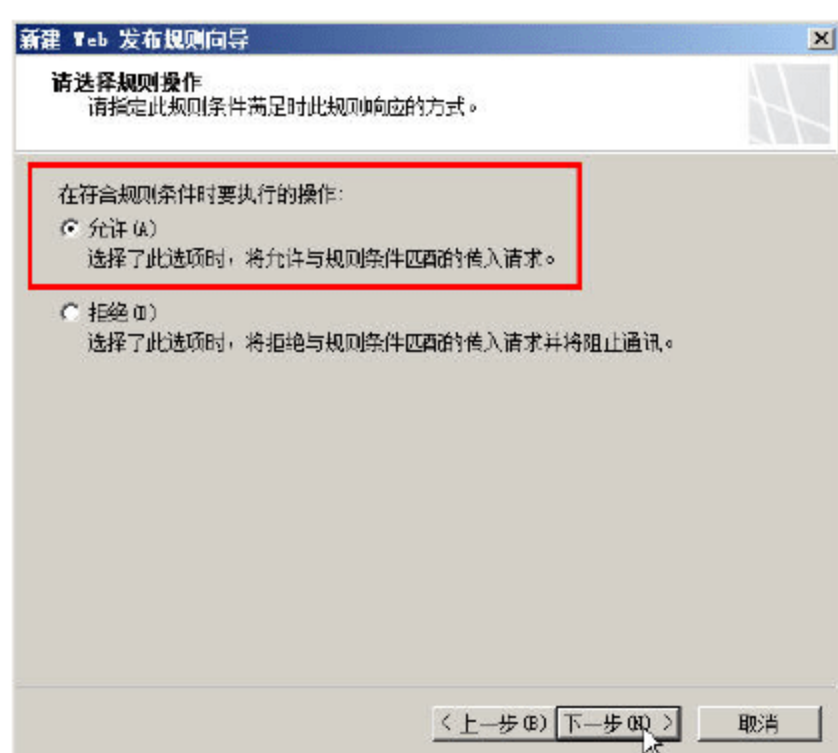 新建 Web 发布规则向导
请选择规则操作
请指定此规则条件满足时此规则响应的方式。
在符合规则条件时要执行的操作:
允许(A)
选择了此选项时，将允许与规则条件匹配的传入请求。
拒绝(D)
选择了此选项时，将拒绝与规则条件匹配的传入请求并将阻止通讯。
< 上一步(B) 下一步(N) > 取消